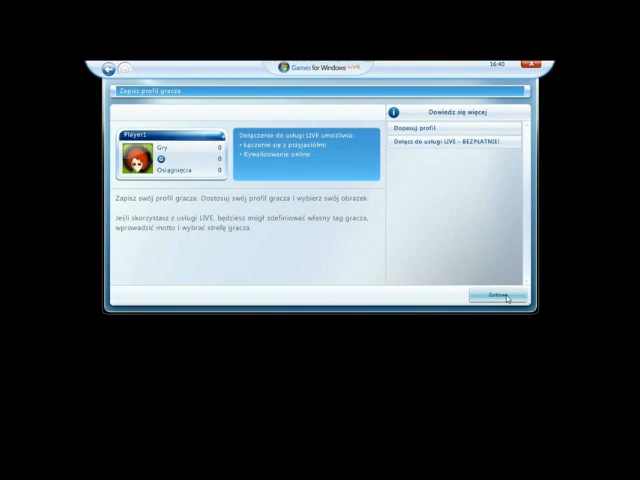 Games for Windows LIVE
16:40
Zapisz profil gracza
Player1
Gry 0
G 0
Osiągnięcia 0
Dołączenie do usługi LIVE umożliwia:
• Łączenie się z przyjaciółmi
• Rywalizowanie online
Zapisz swój profil gracza. Dostosuj swój profil gracza i wybierz swój obrazek.
Jeśli skorzystasz z usługi LIVE, będziesz mógł zdefiniować własny tag gracza,
wprowadzić motto i wybrać strefę gracza.
Dowiedz się więcej
Dopasuj profil
Dołącz do usługi LIVE - BEZPŁATNIE!
Gotowe